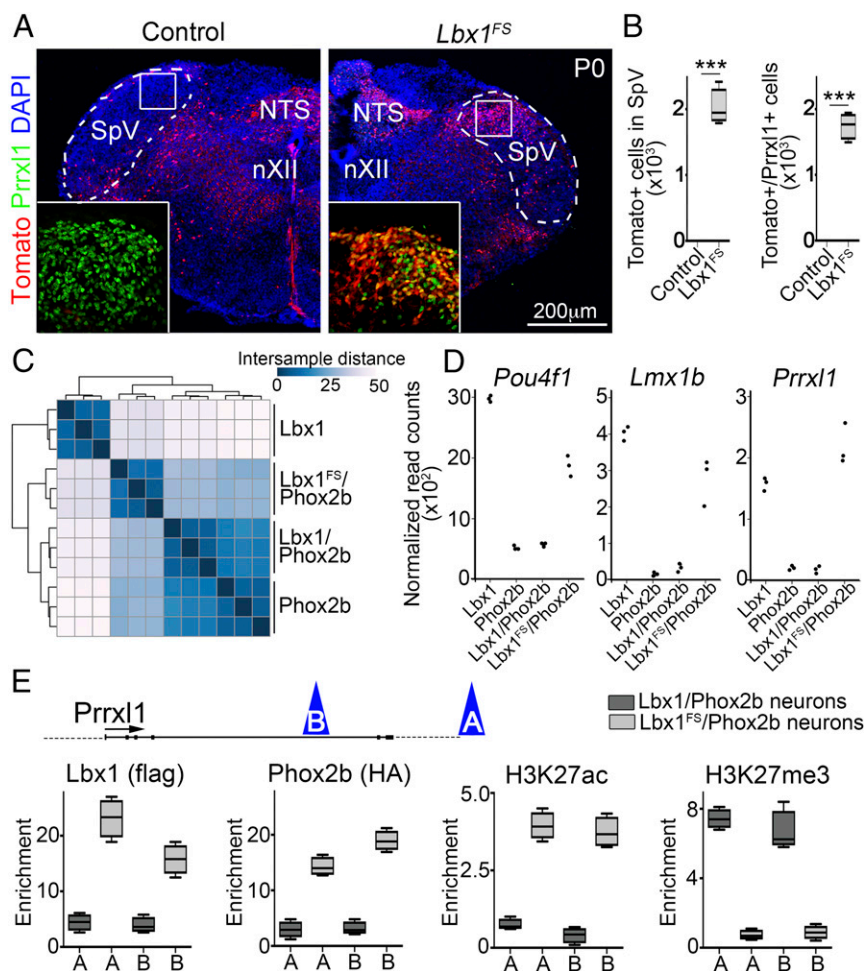 A
Control
Lbx1FS
Tomato Prrxl1 DAPI
P0
SpV
NTS
nXII
NTS
nXII
SpV
200μm
B
Tomato+ cells in SpV
(x10³)
***
2
1
0
Control
Lbx1FS
Tomato+/Prrxl1+ cells
(x10³)
***
2
1
0
Control
Lbx1FS
C
Intersample distance
0 25 50
Lbx1
Lbx1FS/
Phox2b
Lbx1/
Phox2b
Phox2b
D
Normalized read counts
(x10²)
Pou4f1
30
20
10
0
Lbx1
Phox2b
Lbx1/Phox2b
Lbx1FS/Phox2b
Lmx1b
5
4
3
2
1
0
Lbx1
Phox2b
Lbx1/Phox2b
Lbx1FS/Phox2b
Prrxl1
3
2
1
0
Lbx1
Phox2b
Lbx1/Phox2b
Lbx1FS/Phox2b
E
Prrxl1
B
A
Lbx1/Phox2b neurons
Lbx1FS/Phox2b neurons
Lbx1 (flag)
Enrichment
20
10
0
A A B B
Phox2b (HA)
Enrichment
20
10
0
A A B B
H3K27ac
Enrichment
5.0
2.5
0.0
A A B B
H3K27me3
Enrichment
8
4
0
A A B B